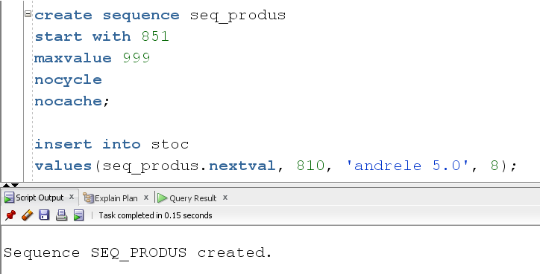 create sequence seq_produs
start with 851
maxvalue 999
nocycle
nocache;
insert into stoc
values(seq_produs.nextval, 810, 'andrele 5.0', 8);
Script Output x Explain Plan x Query Result x
Task completed in 0.15 seconds
Sequence SEQ_PRODUS created.